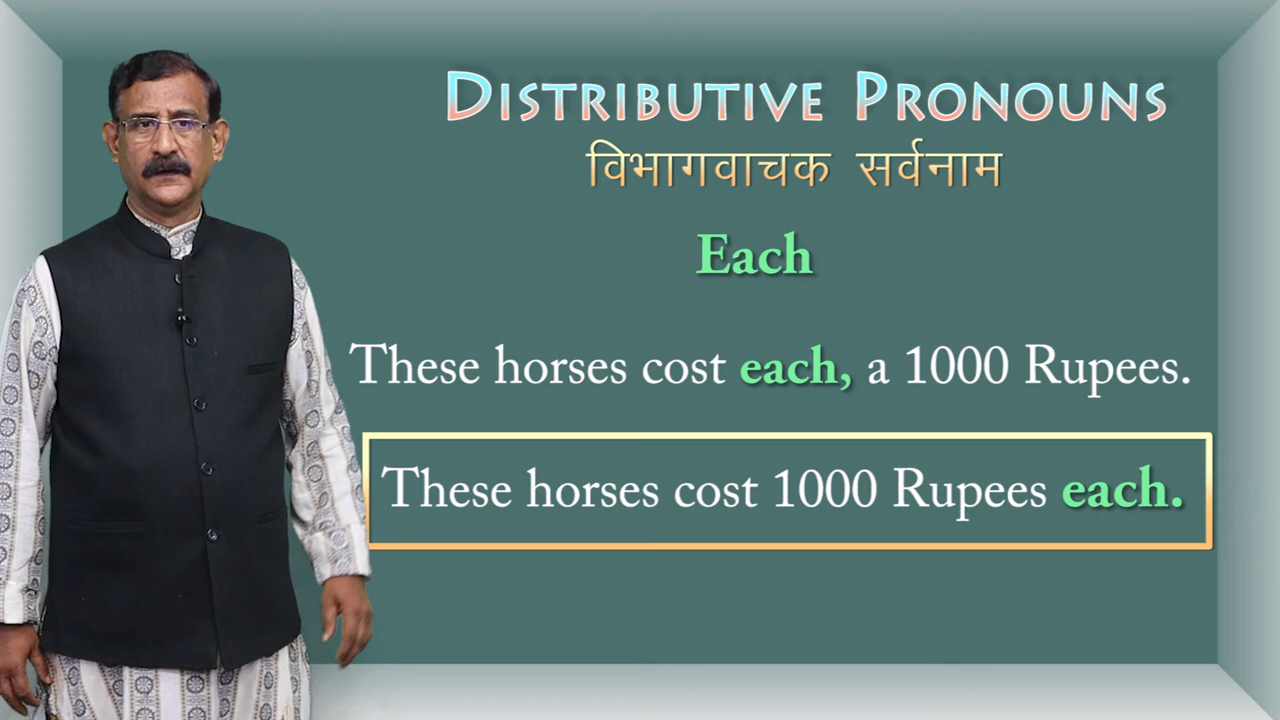 DISTRIBUTIVE PRONOUNS
विभागवाचक सर्वनाम
Each
These horses cost each, a 1000 Rupees.
These horses cost 1000 Rupees each.